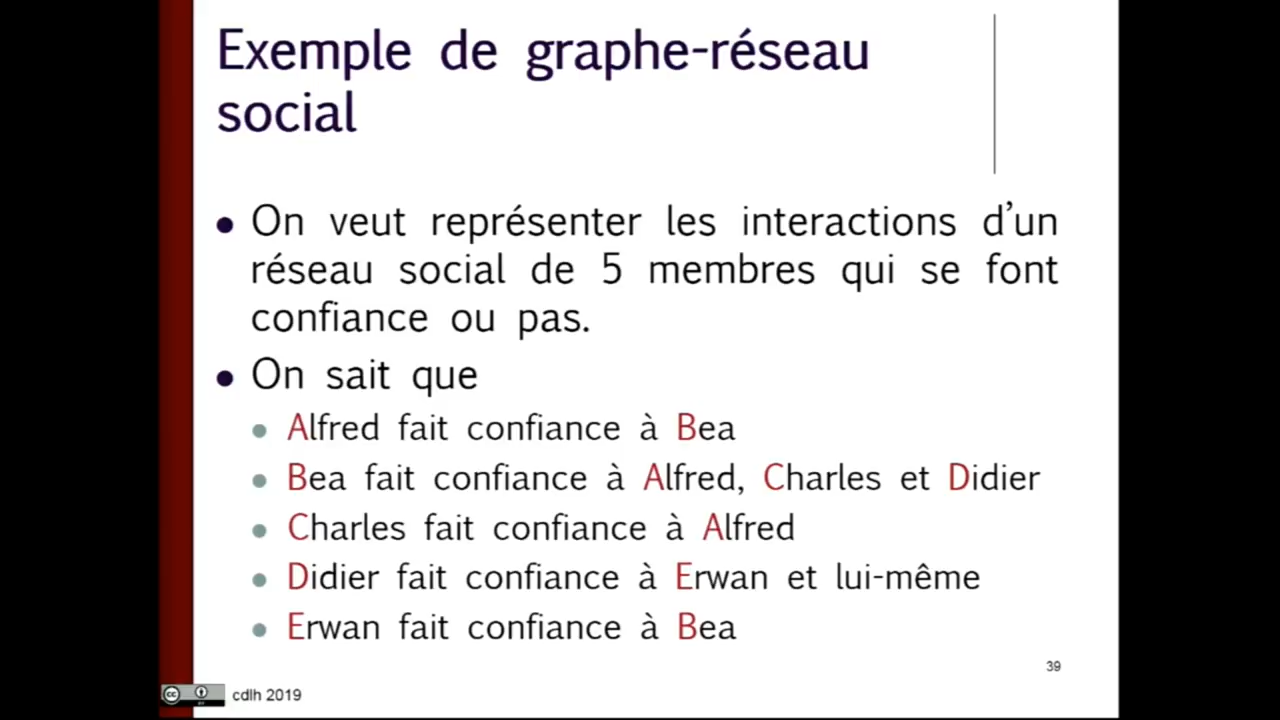 Exemple de graphe-réseau
social
On veut représenter les interactions d'un
réseau social de 5 membres qui se font
confiance ou pas.
On sait que
Alfred fait confiance à Bea
Bea fait confiance à Alfred, Charles et Didier
Charles fait confiance à Alfred
Didier fait confiance à Erwan et lui-même
Erwan fait confiance à Bea
39
cc BY cdlh 2019